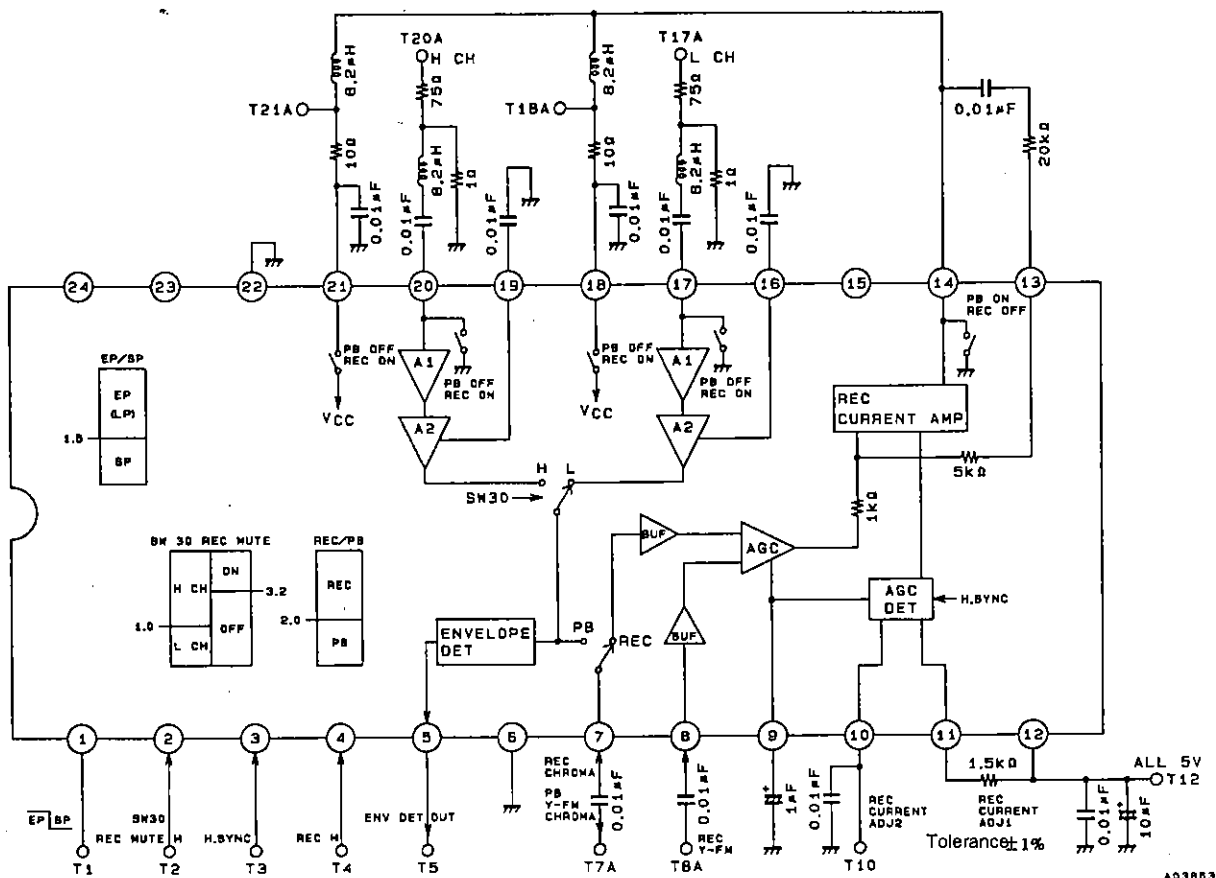 T20A
H CH
T17A
L CH
8.2μH
75Ω
8.2μH
75Ω
T21A
T18A
0.01μF
20kΩ
10Ω
8.2μH
1Ω
10Ω
8.2μH
1Ω
0.01μF
0.01μF
0.01μF
0.01μF
0.01μF
0.01μF
24
23
22
21
20
19
18
17
16
15
14
13
PB ON
REC OFF
EP/SP
EP
(LP)
1.5
SP
PB OFF
REC ON
VCC
A1
PB OFF
REC ON
A2
PB OFF
REC ON
VCC
A1
PB OFF
REC ON
A2
REC
CURRENT AMP
5kΩ
H
L
SW30
1kΩ
SW 30 REC MUTE
H CH
ON
3.2
1.0
OFF
L CH
REC/PB
REC
2.0
PB
BUF
AGC
AGC
DET
H.SYNC
ENVELOPE
DET
PB
REC
BUF
1
2
3
4
5
6
7
8
9
10
11
12
EP
SP
SW30
REC MUTE H
H.SYNC
REC H
ENV DET OUT
REC
CHROMA
PB
Y-FM
CHROMA
0.01μF
0.01μF
REC
Y-FM
1μF
0.01μF
REC
CURRENT
ADJ2
1.5kΩ
REC
CURRENT
ADJ1
Tolerance±1%
ALL 5V
T12
0.01μF
10μF
T1
T2
T3
T4
T5
T7A
T8A
T10
A03853